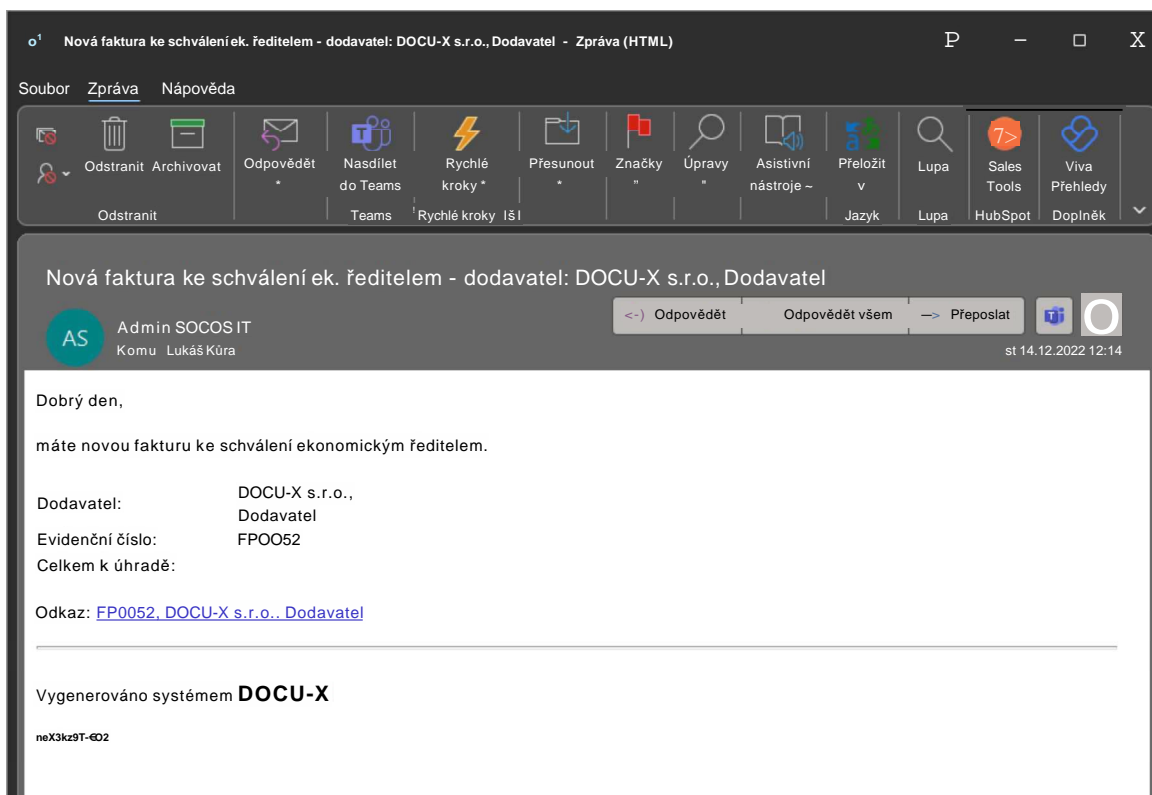 Nová faktura ke schválení ek. ředitelem - dodavatel: DOCU-X s.r.o., Dodavatel - Zpráva (HTML)
P – □ X
Soubor Zpráva Nápověda
Odstranit Archivovat
Odpovědět
Nasdílet do Teams
Rychlé kroky *
Přesunout
Značky
Úpravy
Asistivní nástroje ~
Přeložit v
Lupa
Sales Tools
Viva Přehledy
Odstranit
Teams
Rychlé kroky
Jazyk
Lupa
HubSpot
Doplněk
Nová faktura ke schválení ek. ředitelem - dodavatel: DOCU-X s.r.o., Dodavatel
AS
Admin SOCOS IT
Komu Lukáš Kůra
<-) Odpovědět
Odpovědět všem
—> Přeposlat
st 14.12.2022 12:14
Dobrý den,
máte novou fakturu ke schválení ekonomickým ředitelem.
Dodavatel: DOCU-X s.r.o.,
Dodavatel
Evidenční číslo: FPOO52
Celkem k úhradě:
Odkaz: FP0052, DOCU-X s.r.o.. Dodavatel
Vygenerováno systémem DOCU-X
neX3kz9T-€O2